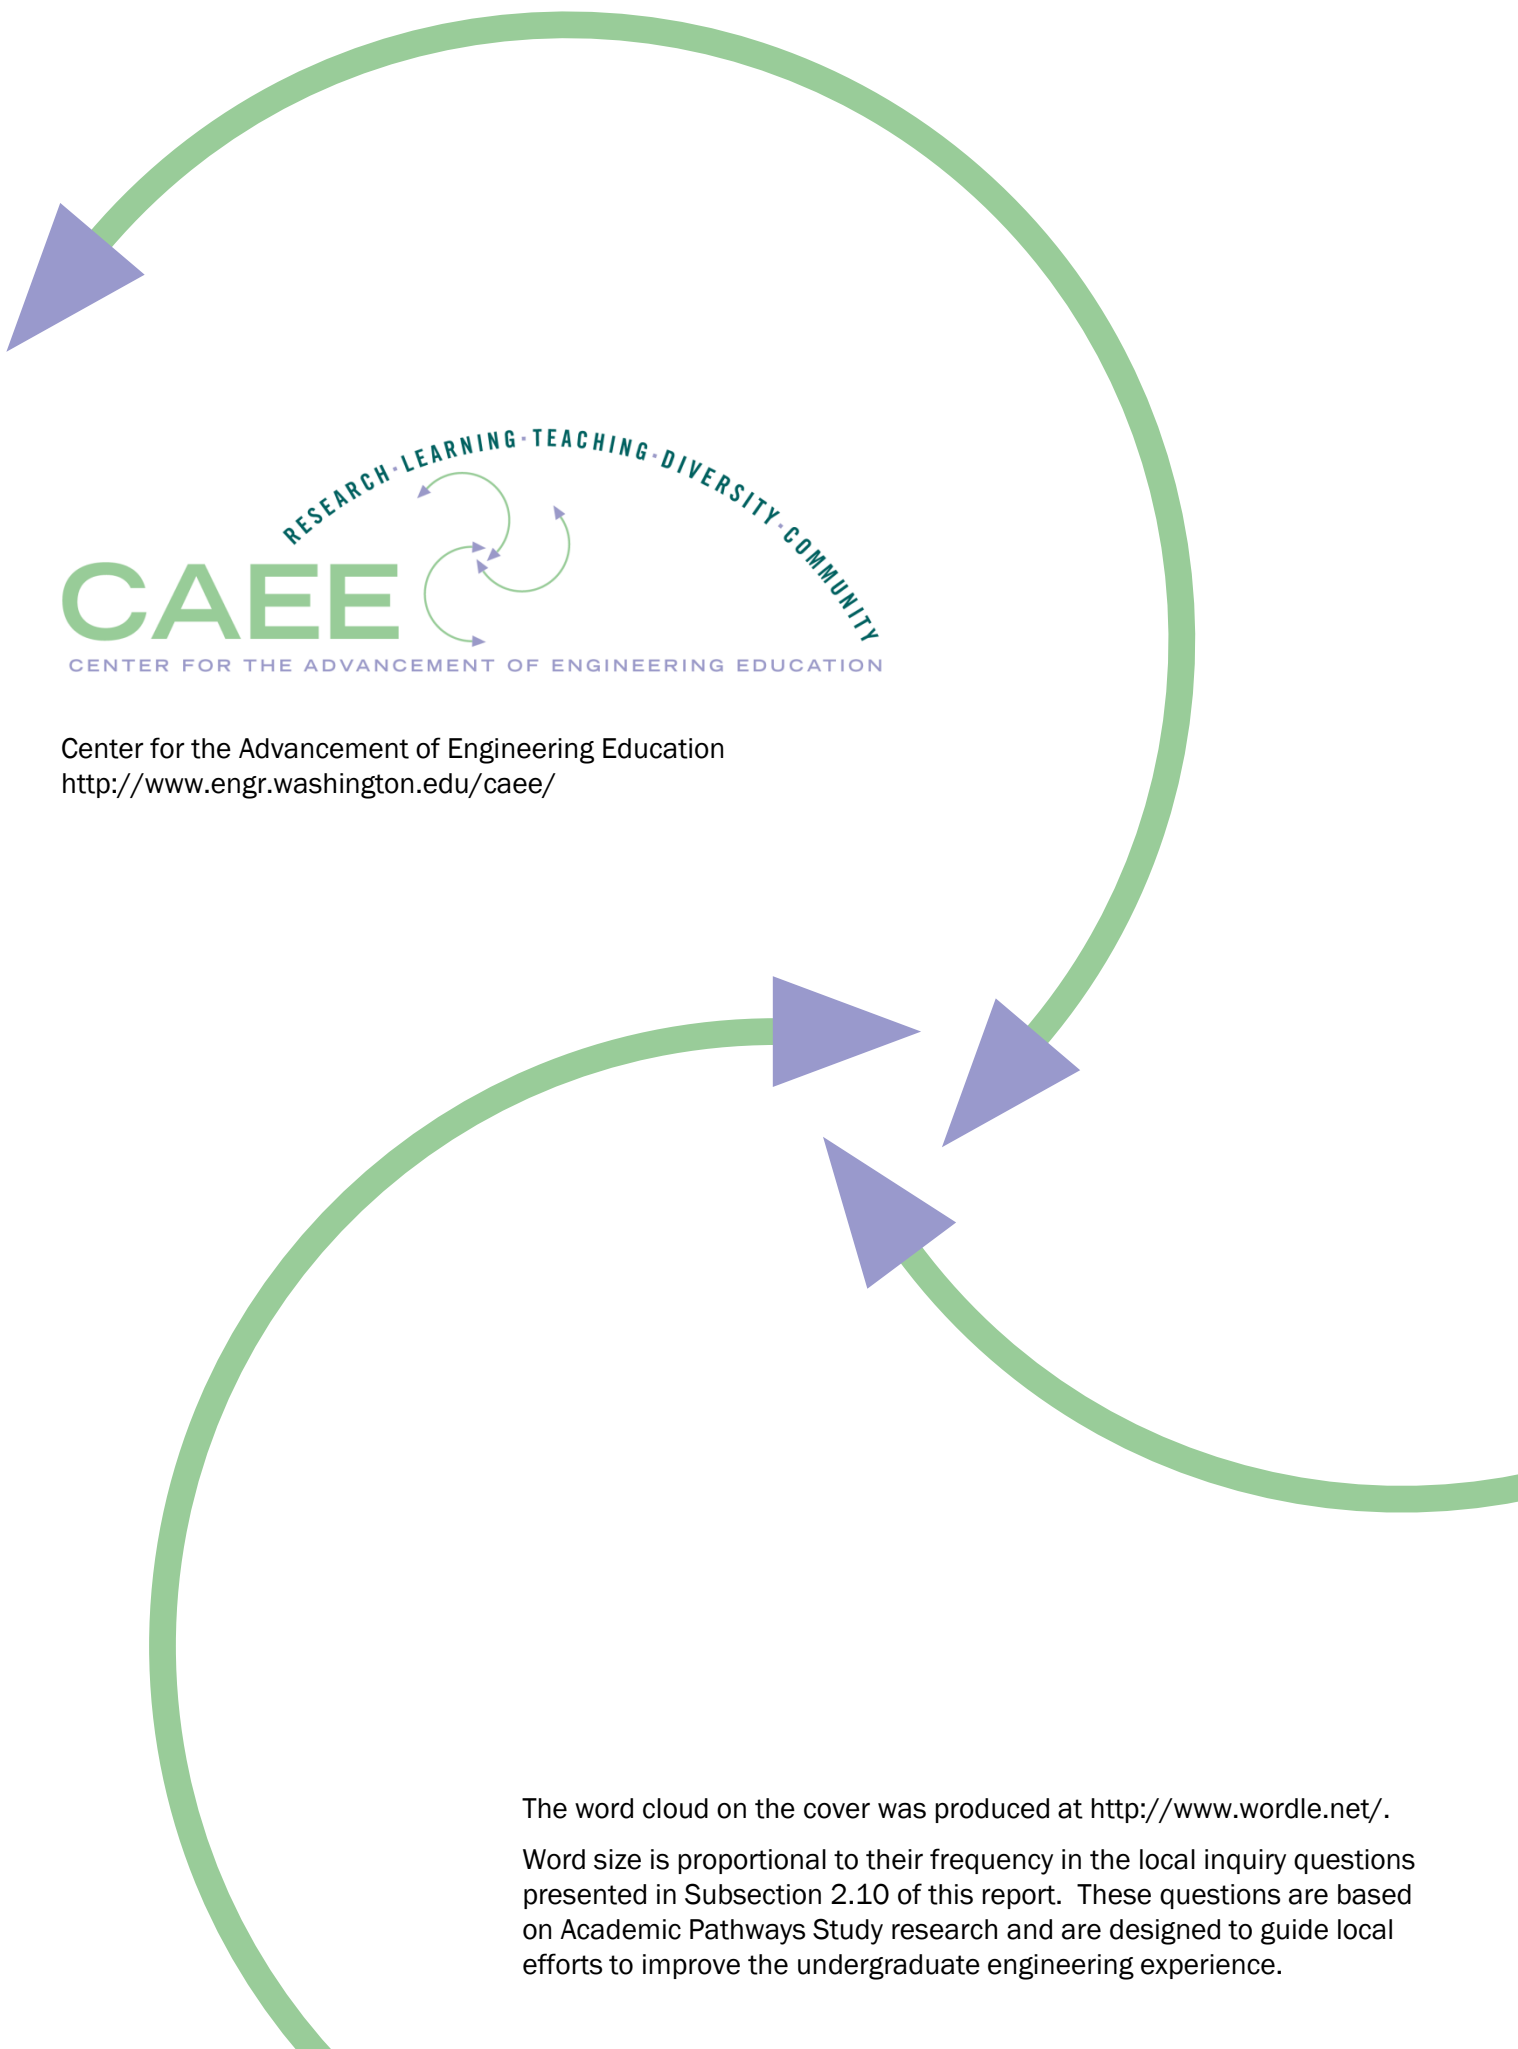 RESEARCH·LEARNING·TEACHING·DIVERSITY·COMMUNITY
CAEE
CENTER FOR THE ADVANCEMENT OF ENGINEERING EDUCATION
Center for the Advancement of Engineering Education
http://www.engr.washington.edu/caee/
The word cloud on the cover was produced at http://www.wordle.net/.
Word size is proportional to their frequency in the local inquiry questions
presented in Subsection 2.10 of this report.  These questions are based
on Academic Pathways Study research and are designed to guide local
efforts to improve the undergraduate engineering experience.